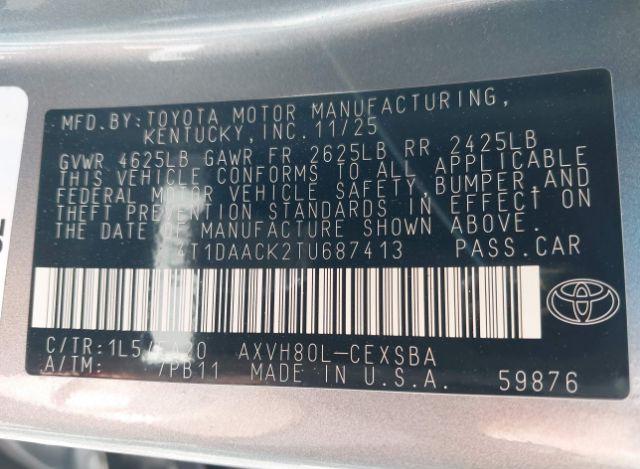 MFD.BY:TOYOTA MOTOR MANUFACTURING,
KENTUCKY, INC. 11/25
GVWR 4625LB GAWR FR 2625LB RR 2425LB
THIS VEHICLE CONFORMS TO ALL APPLICABLE
FEDERAL MOTOR VEHICLE SAFETY, BUMPER, AND
THEFT PREVENTION STANDARDS IN EFFECT ON
THE DATE OF MANUFACTURE SHOWN ABOVE.
4T1DAACK2TU687413 PASS.CAR
C/TR: AXVH80L-CEXSBA
A/TM: /PB11 MADE IN U.S.A. 59876